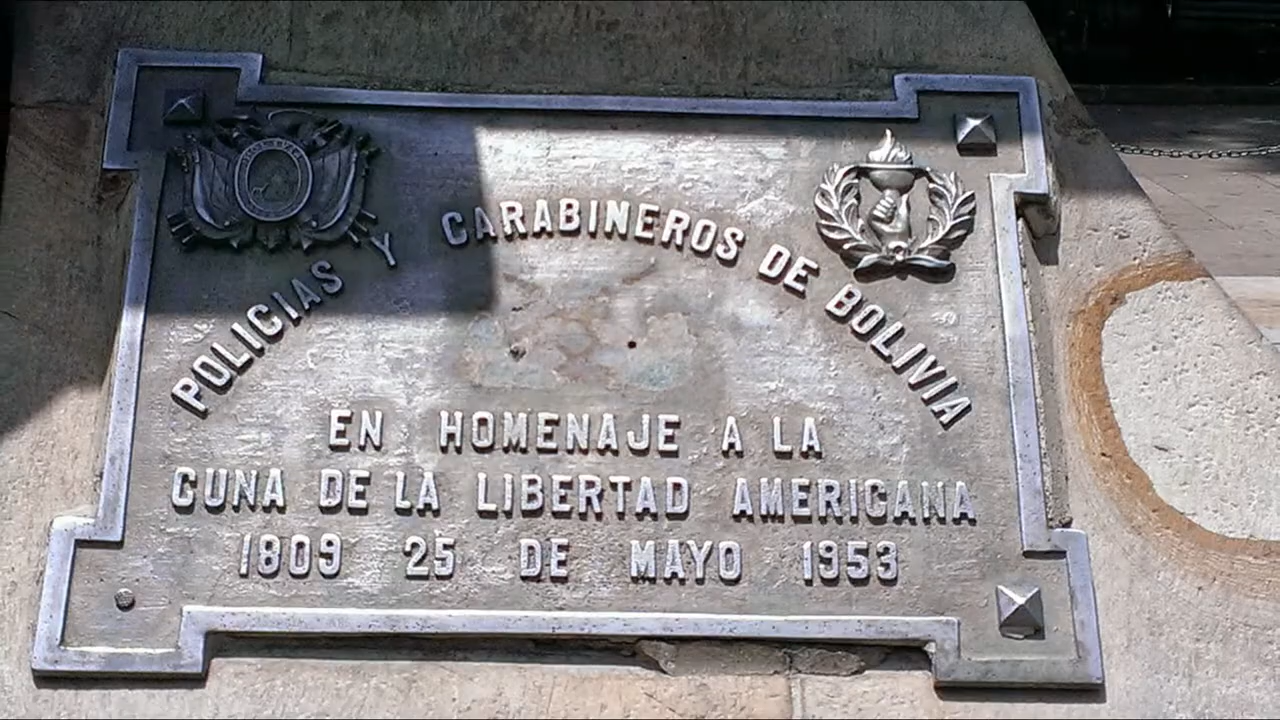 POLICIAS Y CARABINEROS DE BOLIVIA
EN HOMENAJE A LA
CUNA DE LA LIBERTAD AMERICANA
1809 25 DE MAYO 1953